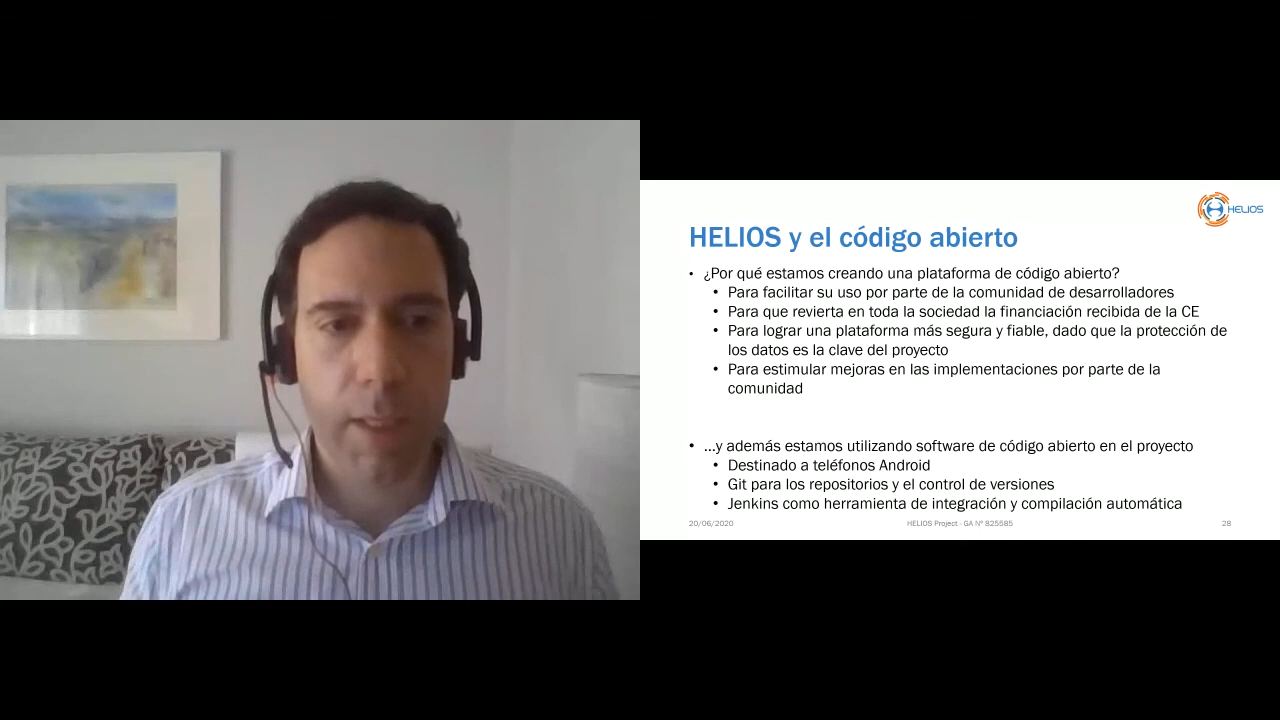 HELIOS
HELIOS y el código abierto
• ¿Por qué estamos creando una plataforma de código abierto?
• Para facilitar su uso por parte de la comunidad de desarrolladores
• Para que revierta en toda la sociedad la financiación recibida de la CE
• Para lograr una plataforma más segura y fiable, dado que la protección de
los datos es la clave del proyecto
• Para estimular mejoras en las implementaciones por parte de la
comunidad
• ...y además estamos utilizando software de código abierto en el proyecto
• Destinado a teléfonos Android
• Git para los repositorios y el control de versiones
• Jenkins como herramienta de integración y compilación automática
20/06/2020
HELIOS Project - GA Nº 825585
28